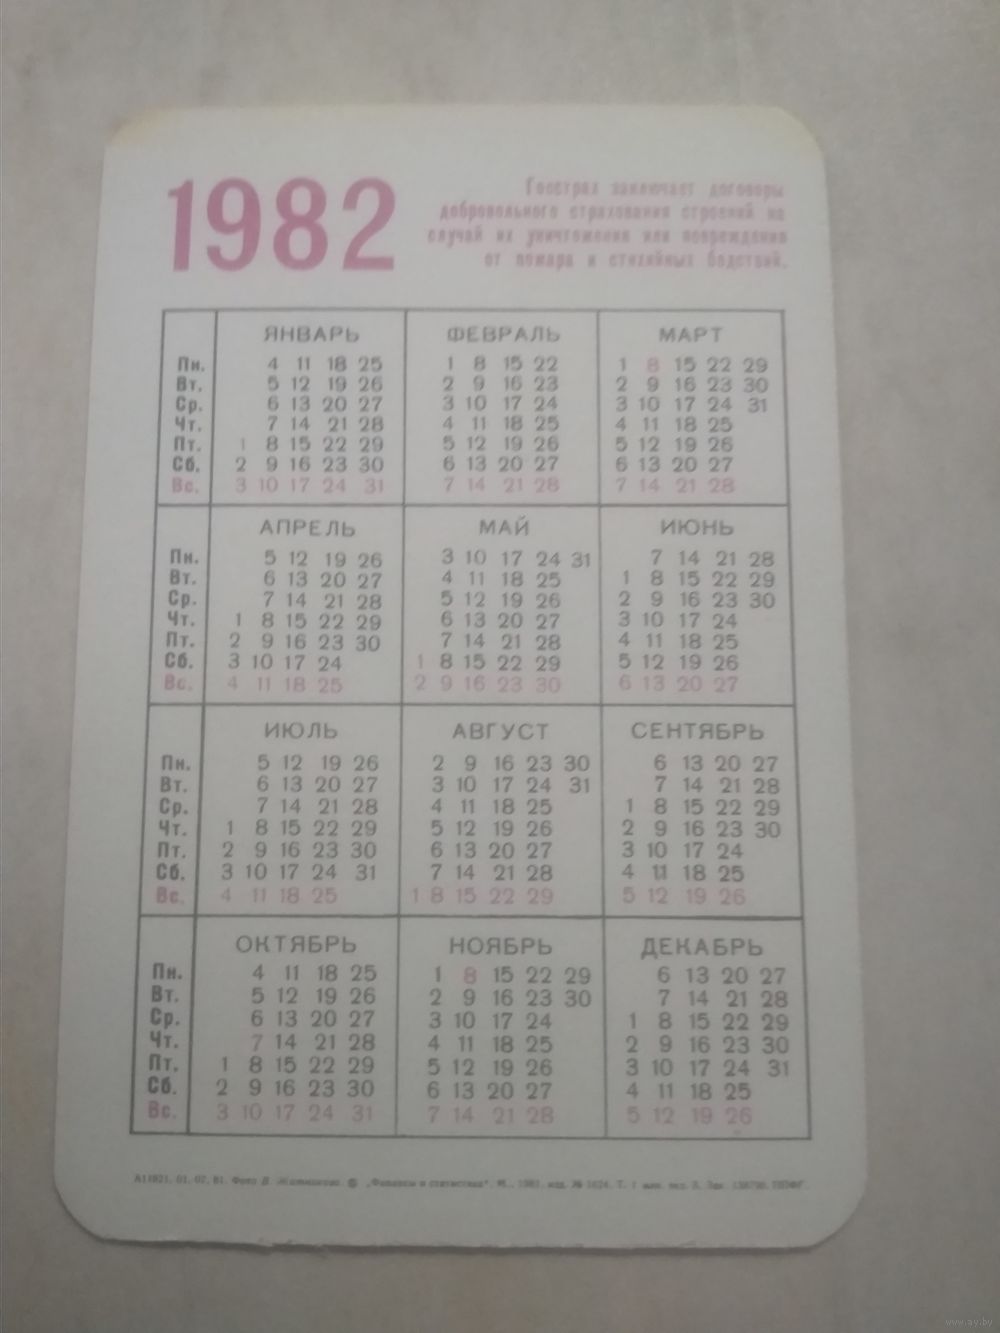 1982
Госстрах заключает договоры
добровольного страхования строений на
случай их уничтожения или повреждения
от пожара и стихийных бедствий.
ЯНВАРЬ ФЕВРАЛЬ МАРТ
Пн. 4 11 18 25 1 8 15 22 1 8 15 22 29
Вт. 5 12 19 26 2 9 16 23 2 9 16 23 30
Ср. 6 13 20 27 3 10 17 24 3 10 17 24 31
Чт. 7 14 21 28 4 11 18 25 4 11 18 25
Пт. 1 8 15 22 29 5 12 19 26 5 12 19 26
Сб. 2 9 16 23 30 6 13 20 27 6 13 20 27
Вс. 3 10 17 24 31 7 14 21 28 7 14 21 28
АПРЕЛЬ МАЙ ИЮНЬ
Пн. 5 12 19 26 3 10 17 24 31 7 14 21 28
Вт. 6 13 20 27 4 11 18 25 1 8 15 22 29
Ср. 7 14 21 28 5 12 19 26 2 9 16 23 30
Чт. 1 8 15 22 29 6 13 20 27 3 10 17 24
Пт. 2 9 16 23 30 7 14 21 28 4 11 18 25
Сб. 3 10 17 24 1 8 15 22 29 5 12 19 26
Вс. 4 11 18 25 2 9 16 23 30 6 13 20 27
ИЮЛЬ АВГУСТ СЕНТЯБРЬ
Пн. 5 12 19 26 2 9 16 23 30 6 13 20 27
Вт. 6 13 20 27 3 10 17 24 31 7 14 21 28
Ср. 7 14 21 28 4 11 18 25 1 8 15 22 29
Чт. 1 8 15 22 29 5 12 19 26 2 9 16 23 30
Пт. 2 9 16 23 30 6 13 20 27 3 10 17 24
Сб. 3 10 17 24 31 7 14 21 28 4 11 18 25
Вс. 4 11 18 25 1 8 15 22 29 5 12 19 26
ОКТЯБРЬ НОЯБРЬ ДЕКАБРЬ
Пн. 4 11 18 25 1 8 15 22 29 6 13 20 27
Вт. 5 12 19 26 2 9 16 23 30 7 14 21 28
Ср. 6 13 20 27 3 10 17 24 1 8 15 22 29
Чт. 7 14 21 28 4 11 18 25 2 9 16 23 30
Пт. 1 8 15 22 29 5 12 19 26 3 10 17 24 31
Сб. 2 9 16 23 30 6 13 20 27 4 11 18 25
Вс. 3 10 17 24 31 7 14 21 28 5 12 19 26
01. 07. 81. Фото В. © „Финансы и статистика", М., 1981, изд. № 1624, Т. 1 млн. экз.
www.ay.by